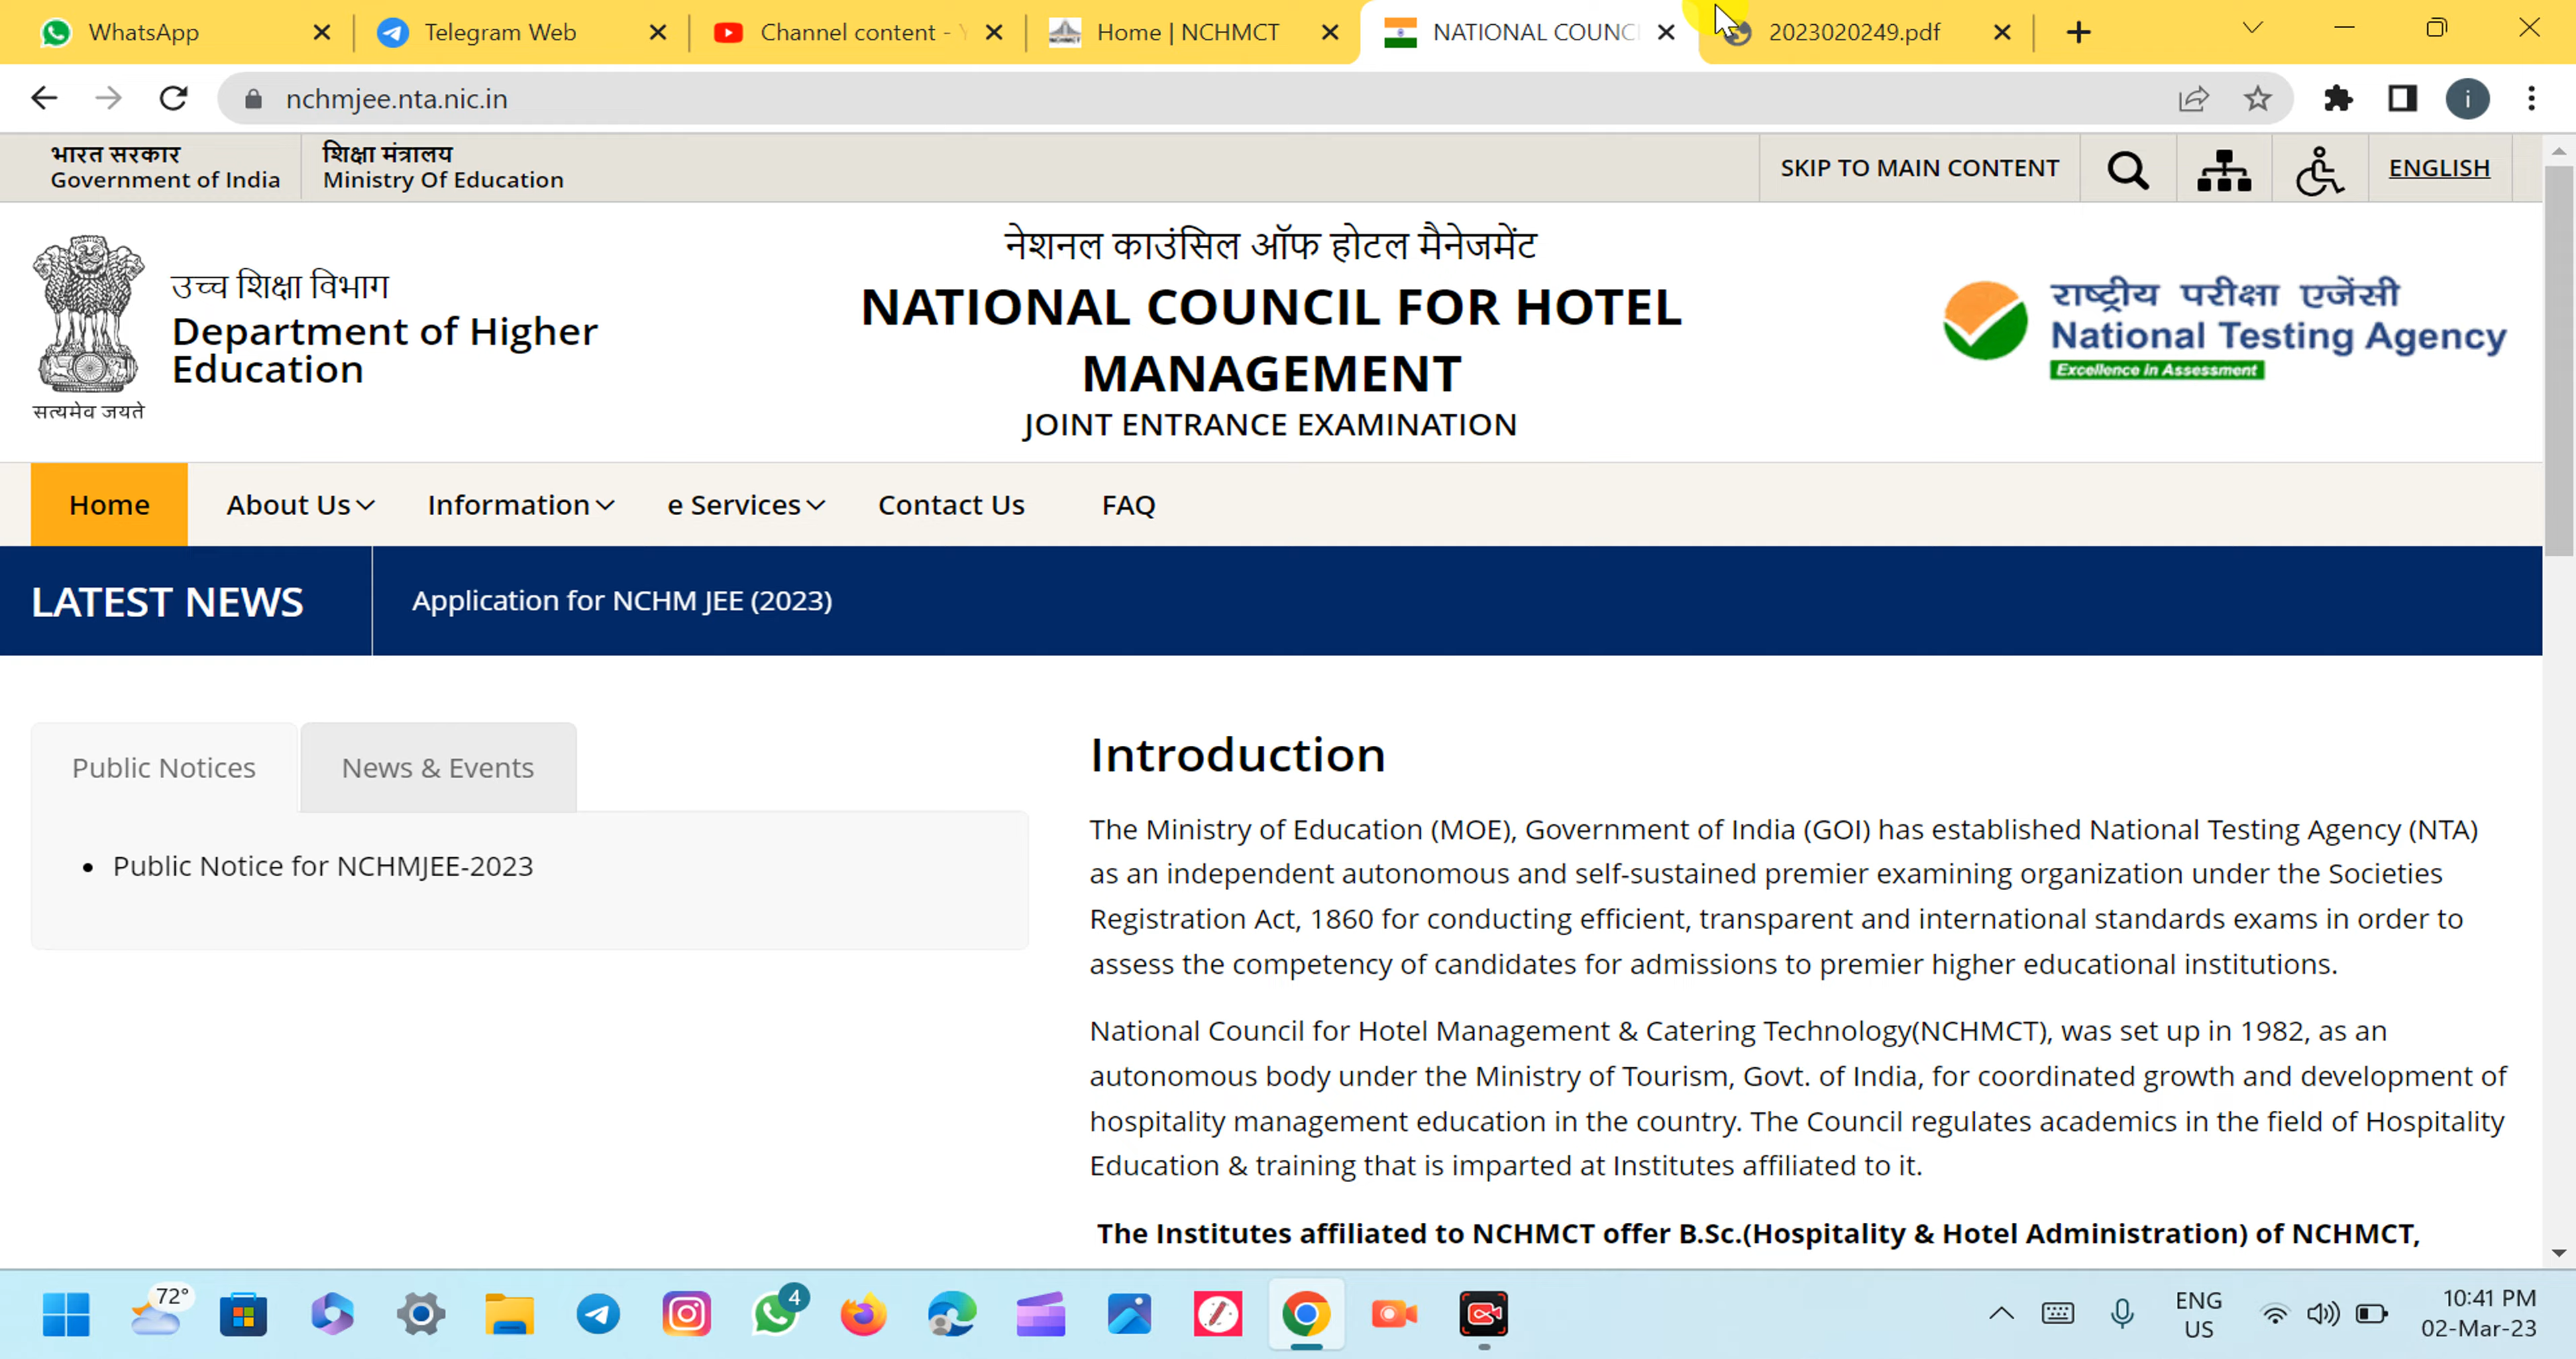 WhatsApp
Telegram Web
Channel content -
Home | NCHMCT
NATIONAL COUNCI
2023020249.pdf
nchmjee.nta.nic.in
i
भारत सरकार
Government of India
शिक्षा मंत्रालय
Ministry Of Education
SKIP TO MAIN CONTENT
ENGLISH
सत्यमेव जयते
उच्च शिक्षा विभाग
Department of Higher
Education
नेशनल काउंसिल ऑफ होटल मैनेजमेंट
NATIONAL COUNCIL FOR HOTEL
MANAGEMENT
JOINT ENTRANCE EXAMINATION
राष्ट्रीय परीक्षा एजेंसी
National Testing Agency
Excellence in Assessment
Home
About Us
Information
e Services
Contact Us
FAQ
LATEST NEWS
Application for NCHM JEE (2023)
Public Notices
News & Events
• Public Notice for NCHMJEE-2023
Introduction
The Ministry of Education (MOE), Government of India (GOI) has established National Testing Agency (NTA)
as an independent autonomous and self-sustained premier examining organization under the Societies
Registration Act, 1860 for conducting efficient, transparent and international standards exams in order to
assess the competency of candidates for admissions to premier higher educational institutions.
National Council for Hotel Management & Catering Technology(NCHMCT), was set up in 1982, as an
autonomous body under the Ministry of Tourism, Govt. of India, for coordinated growth and development of
hospitality management education in the country. The Council regulates academics in the field of Hospitality
Education & training that is imparted at Institutes affiliated to it.
The Institutes affiliated to NCHMCT offer B.Sc.(Hospitality & Hotel Administration) of NCHMCT,
72°
4
ENG
US
10:41 PM
02-Mar-23